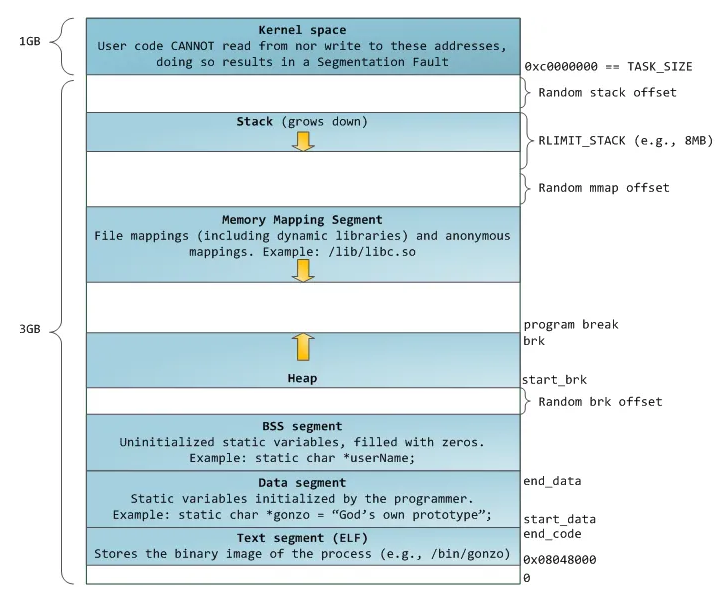 Kernel space
1GB
User code CANNOT read from nor write to these addresses,
doing so results in a Segmentation Fault
0xc0000000 == TASK_SIZE
Random stack offset
Stack (grows down)
RLIMIT_STACK (e.g., 8MB)
Random mmap offset
Memory Mapping Segment
File mappings (including dynamic libraries) and anonymous
mappings. Example: /lib/libc.so
3GB
program break
brk
Heap
start_brk
Random brk offset
BSS segment
Uninitialized static variables, filled with zeros.
Example: static char *userName;
Data segment
end_data
Static variables initialized by the programmer.
Example: static char *gonzo = “God’s own prototype”;
start_data
end_code
Text segment (ELF)
Stores the binary image of the process (e.g., /bin/gonzo)
0x08048000
0